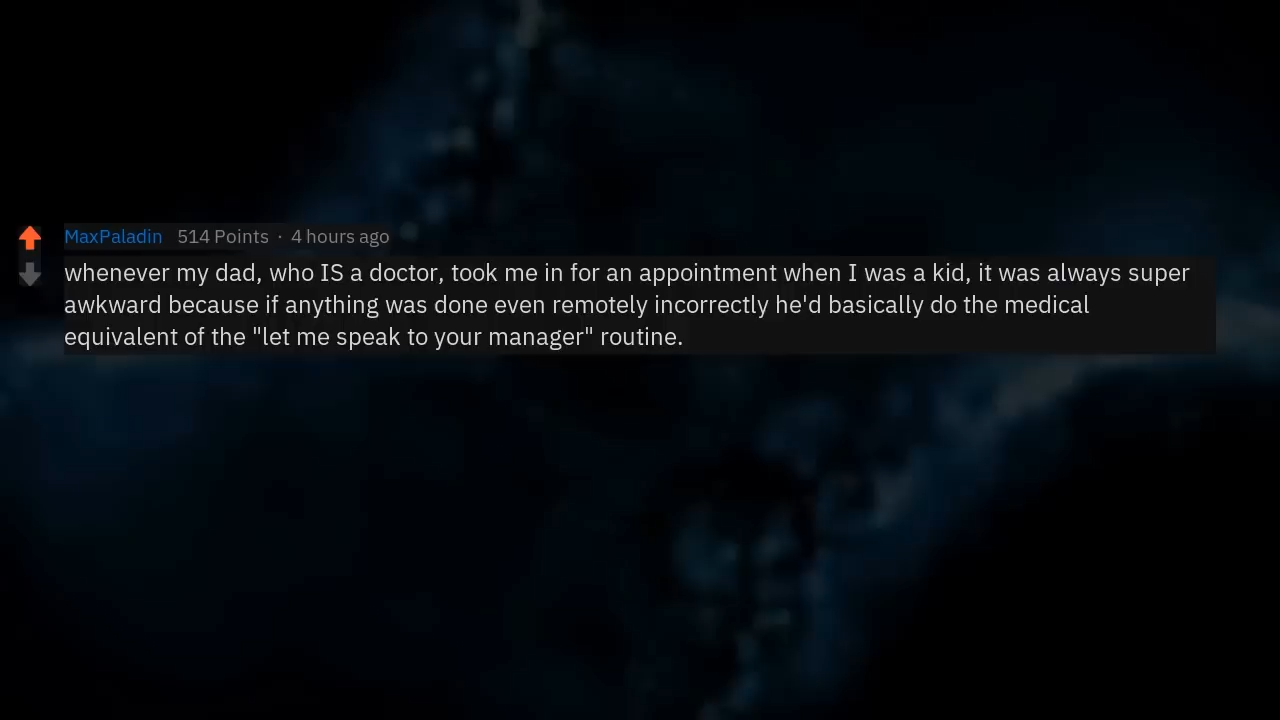 MaxPaladin 514 Points · 4 hours ago
whenever my dad, who IS a doctor, took me in for an appointment when I was a kid, it was always super
awkward because if anything was done even remotely incorrectly he'd basically do the medical
equivalent of the "let me speak to your manager" routine.